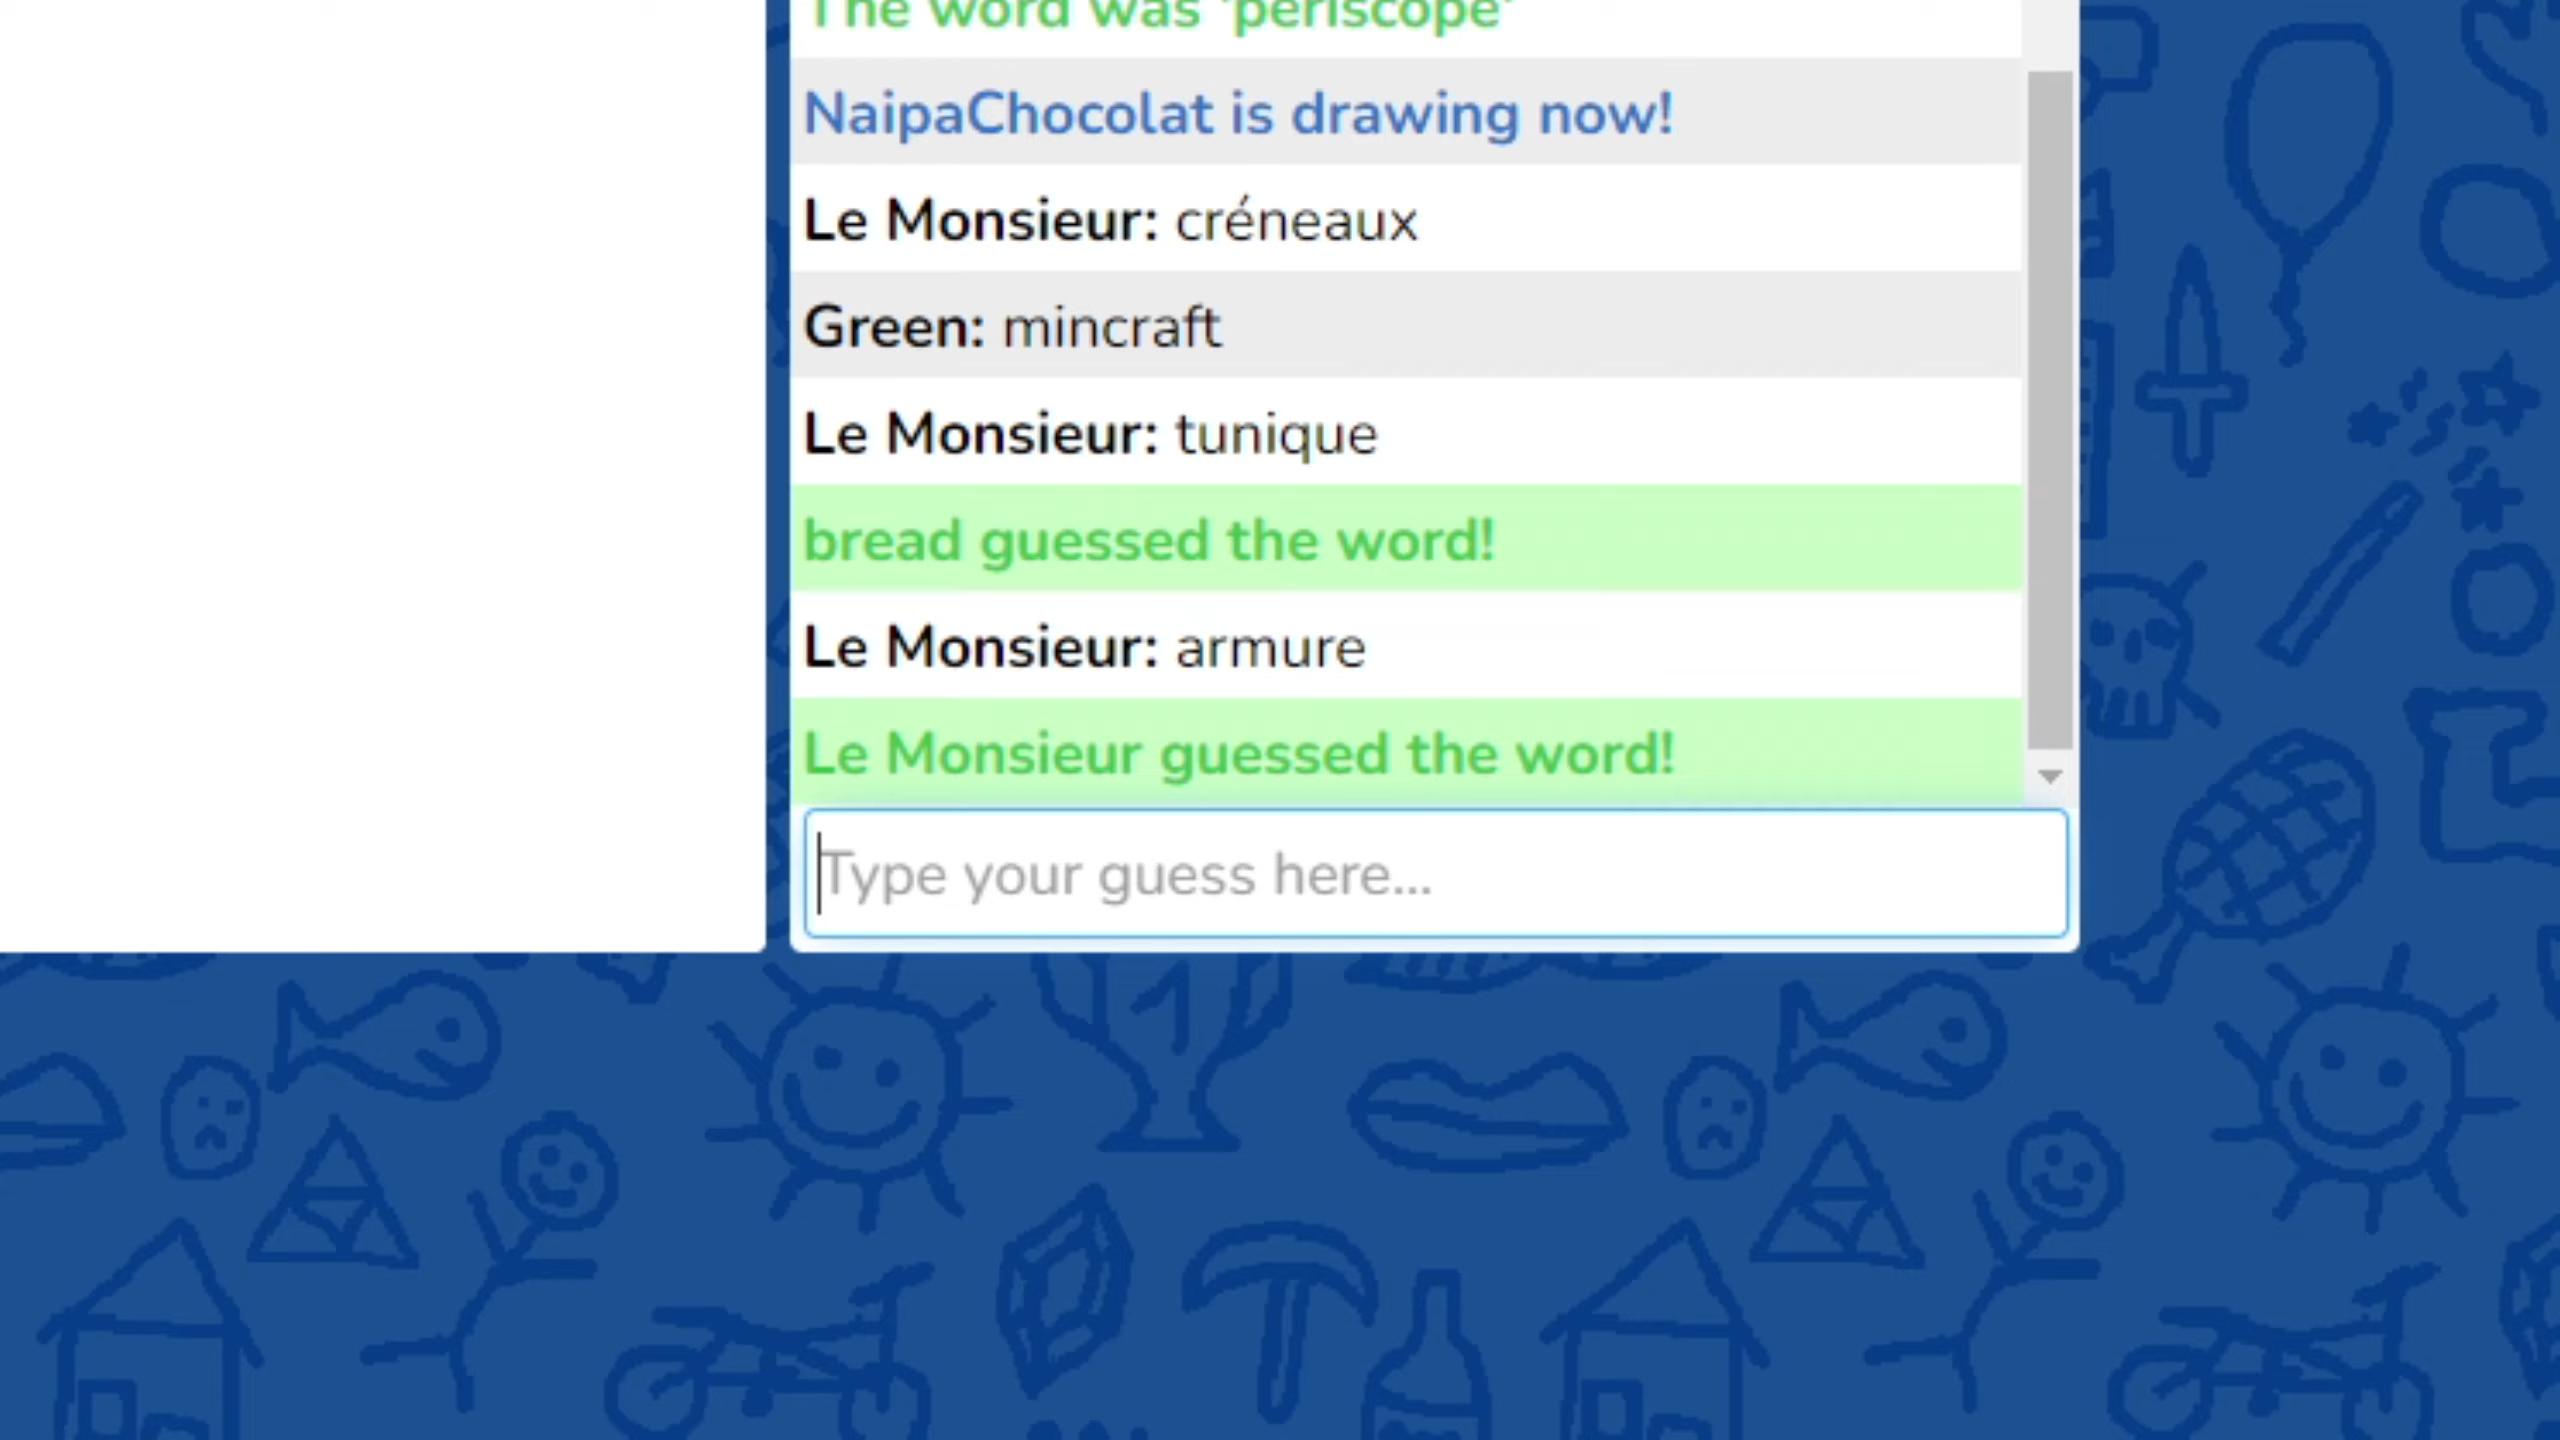 The word was 'periscope'
NaipaChocolat is drawing now!
Le Monsieur: créneaux
Green: mincraft
Le Monsieur: tunique
bread guessed the word!
Le Monsieur: armure
Le Monsieur guessed the word!
Type your guess here...
1